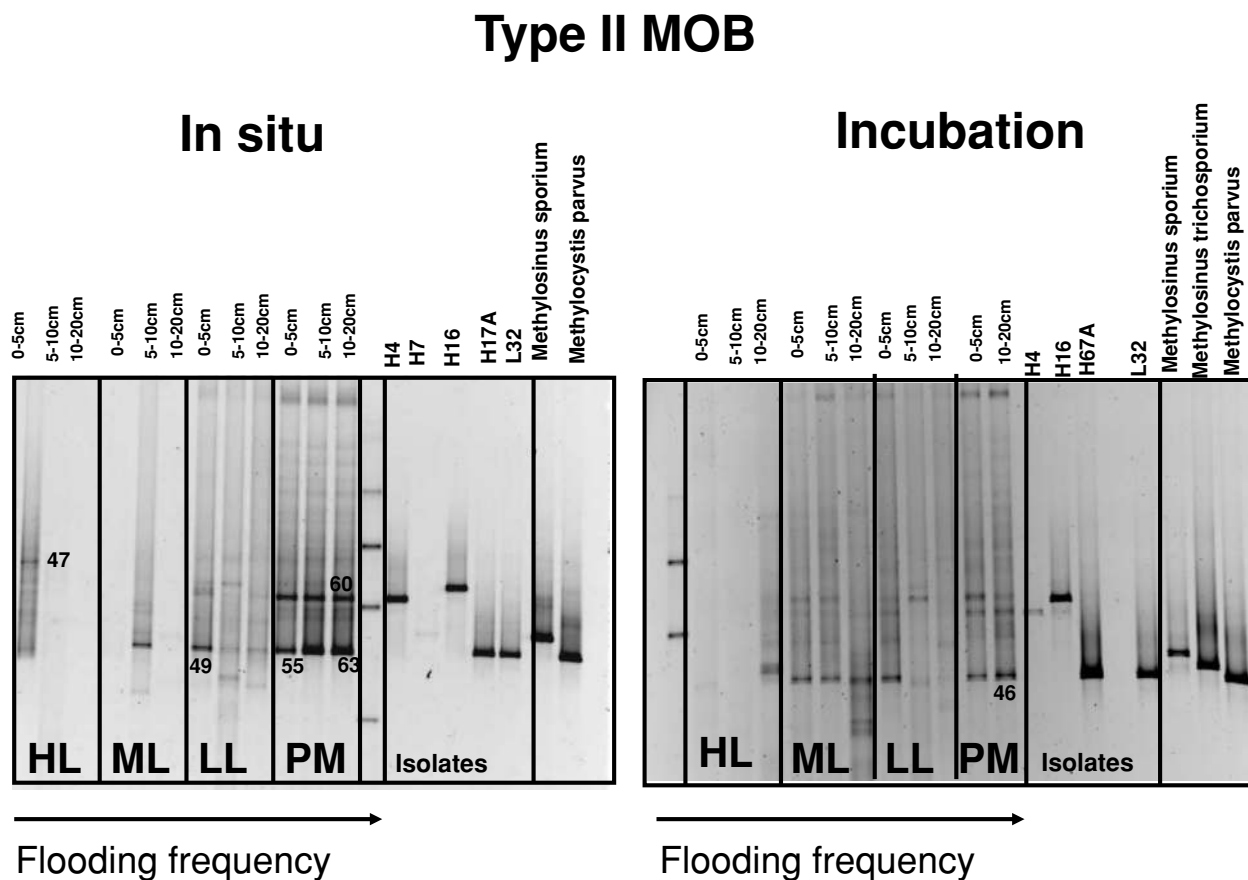 Type II MOB
In situ
Incubation
0-5cm
5-10cm
10-20cm
0-5cm
5-10cm
10-20cm
0-5cm
5-10cm
10-20cm
0-5cm
5-10cm
10-20cm
H4
H7
H16
H17A
L32
Methylosinus sporium
Methylocystis parvus
47
60
49
55
63
HL
ML
LL
PM
Isolates
Flooding frequency
0-5cm
5-10cm
10-20cm
0-5cm
5-10cm
10-20cm
0-5cm
5-10cm
10-20cm
0-5cm
10-20cm
H4
H16
H67A
L32
Methylosinus sporium
Methylosinus trichosporium
Methylocystis parvus
46
HL
ML
LL
PM
Isolates
Flooding frequency